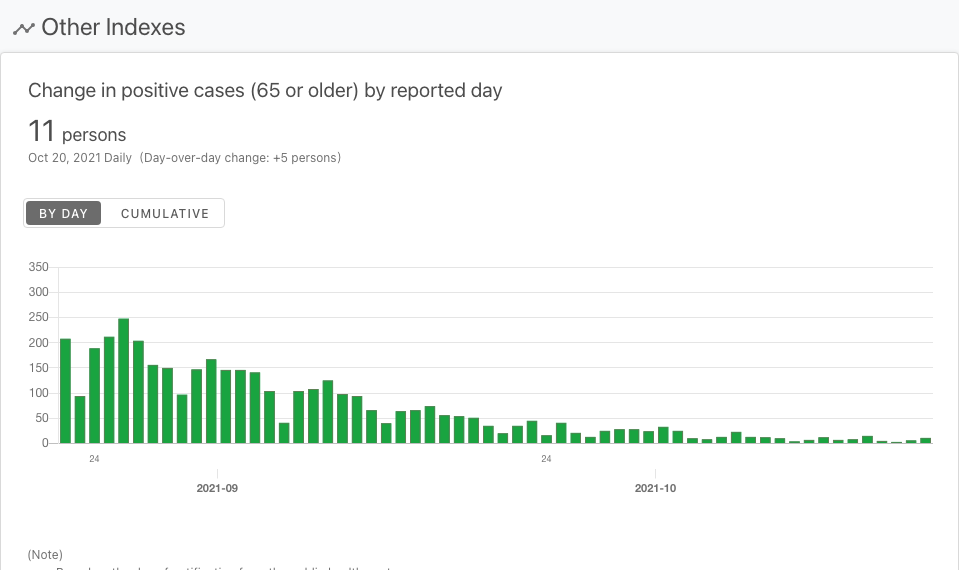 Other Indexes
Change in positive cases (65 or older) by reported day
11 persons
Oct 20, 2021 Daily (Day-over-day change: +5 persons)
BY DAY CUMULATIVE
350
300
250
200
150
100
50
0
24 24
2021-09 2021-10
(Note)